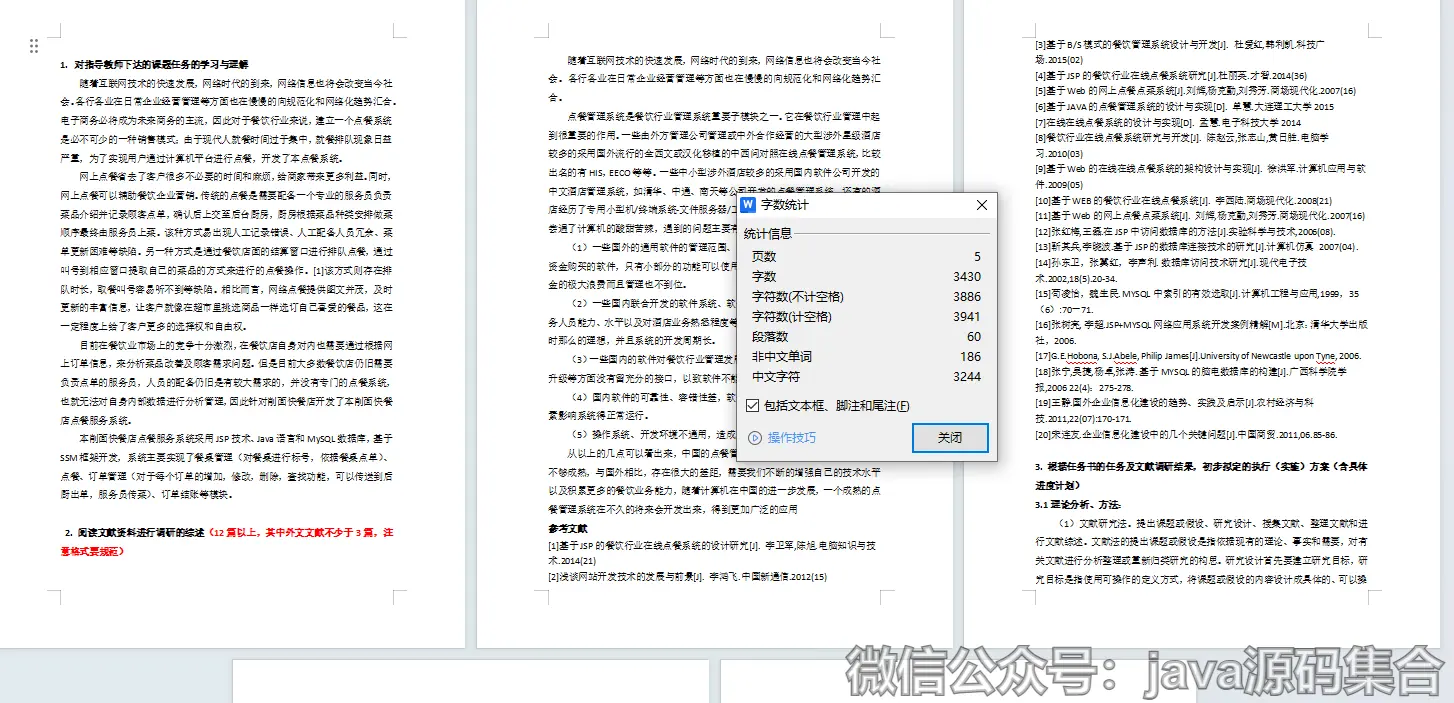 1. 对指导教师下达的课题任务的学习与理解
随着互联网技术的快速发展，网络时代的到来，网络信息也将会改变当今社
会。各行各业在日常企业经营管理等方面也在慢慢的向规范化和网络化趋势汇合。
电子商务必将成为未来商务的主流，因此对于餐饮行业来说，建立一个点餐系统
是必不可少的一种销售模式；由于现代人就餐时间过于集中，就餐排队现象日益
严重，为了实现用户通过计算机平台进行点餐，开发了本点餐系统。
网上点餐省去了客户很多不必要的时间和麻烦，给商家带来更多利益。同时，
网上点餐可以辅助餐饮企业营销。传统的点餐是需要配备一个专业的服务员负责
菜品介绍并记录顾客点单，确认后上交至后台厨房，厨房根据菜品种类安排做菜
顺序最终由服务员上菜。该种方式易出现人工记录错误、人工配备人员冗余、菜
单更新困难等缺陷。另一种方式是通过餐饮店面的结算窗口进行排队点餐，通过
叫号到相应窗口提取自己的菜品的方式来进行的点餐操作。[1]该方式则存在排
队时长，取餐叫号容易听不到等缺陷。相比而言，网络点餐提供图文并茂，及时
更新的丰富信息，让客户就像在超市里挑选商品一样选订自己喜爱的餐品，这在
一定程度上给了客户更多的选择权和自由权。
目前在餐饮业市场上的竞争十分激烈，在餐饮店自身对内也需要通过根据网
上订单信息，来分析菜品改善及顾客需求问题。但是目前大多数餐饮店仍旧需要
负责点单的服务员，人员的配备仍旧是有较大需求的，并没有专门的点餐系统，
也就无法对自身内部数据进行分析管理，因此针对削面快餐店开发了本削面快餐
店点餐服务系统。
本削面快餐店点餐服务系统采用 JSP 技术、Java 语言和 MySQL 数据库，基于
SSM 框架开发，系统主要实现了餐桌管理（对餐桌进行标号，依据餐桌点单）、
点餐、订单管理（对于每个订单的增加，修改，删除，查找功能，可以传送到后
厨出单，服务员传菜）、订单结账等模块。
2. 阅读文献资料进行调研的综述（12 篇以上，其中外文文献不少于 3 篇，注
意格式要规范）
随着互联网技术的快速发展，网络时代的到来，网络信息也将会改变当今社
会。各行各业在日常企业经营管理等方面也在慢慢的向规范化和网络化趋势汇
合。
点餐管理系统是餐饮行业管理系统重要子模块之一。它在餐饮行业管理中起
到很重要的作用。一些由外方管理公司管理或中外合作经营的大型涉外星级酒店
较多的采用国外流行的全西文或汉化移植的中西问对照在线点餐管理系统，比较
出名的有 HIS，EECO 等等。一些中小型涉外酒店较多的采用国内软件公司开发的
中文酒店管理系统，如清华、中通、南天等公司开发的点餐管理系统。还有的酒
店经历了专用小型机/终端系统-文件服务器/工
参透了计算机的酸甜苦辣，遇到的问题主要有
（1）一些国外的通用软件的管理范围、
资金购买的软件，只有小部分的功能可以使用
金的极大浪费而且管理也不到位。
（2）一些国内联合开发的软件系统、软
务人员能力、水平以及对酒店业务熟悉程度等
时那么的理想，并且系统的开发周期长。
（3）一些国内的软件对餐饮行业管理发展
升级等方面没有留充分的接口，以致软件不能
（4）国内软件的可靠性、容错性差，软
素影响系统得正常运行。
（5）操作系统、开发环境不通用，造成
从以上的几点可以看出来，中国的点餐管
不够成熟，与国外相比，存在很大的差距，需要我们不断的增强自己的技术水平
以及积累更多的餐饮业务能力，随着计算机在中国的进一步发展，一个成熟的点
餐管理系统在不久的将来会开发出来，得到更加广泛的应用
参考文献
[1]基于 JSP 的餐饮行业在线点餐系统的设计研究[J]. 李卫军,陈旭.电脑知识与技
术.2014(21)
[2]浅谈网站开发技术的发展与前景[J]. 李鸿飞.中国新通信.2012(15)
[3]基于 B/S 模式的餐饮管理系统设计与开发[J]. 杜爱红,韩利凯.科技广
场.2015(02)
[4]基于 JSP 的餐饮行业在线点餐系统研究[J].杜丽英.才智.2014(36)
[5]基于 Web 的网上点餐点菜系统[J].刘辉,杨克勤,刘秀芳.商场现代化.2007(16)
[6]基于 JAVA 的点餐管理系统的设计与实现[D]. 单慧.大连理工大学 2015
[7]在线在线点餐系统的设计与实现[D]. 孟慧.电子科技大学 2014
[8]餐饮行业在线点餐系统研究与开发[J]. 陈赵云,张志山,黄日胜.电脑学
习.2010(03)
[9]基于 Web 的在线在线点餐系统的架构设计与实现[J]. 徐洪军.计算机应用与软
件.2009(05)
[10]基于 WEB 的餐饮行业在线点餐系统[J]. 李西陆.商场现代化.2008(21)
[11]基于 Web 的网上点餐点菜系统[J]. 刘辉,杨克勤,刘秀芳.商场现代化.2007(16)
[12]张红梅,王磊.在 JSP 中访问数据库的方法[J].实验科学与技术,2006(08).
[13]靳其兵,李晓波.基于 JSP 的数据库连接技术的研究[J].计算机仿真 2007(04).
[14]孙东卫，张翼红，李声利. 数据库访问技术研究[J].现代电子技
术.2002,18(5).20-34.
[15]苟凌怡，魏生民. MYSQL 中索引的有效选取[J].计算机工程与应用,1999，35
（6）:70－71.
[16]张树亮, 李超.JSP+MYSQL 网络应用系统开发案例精解[M].北京: 清华大学出版
社，2006.
[17]G.E.Hobona, S.J.Abele, Philip James[J].University of Newcastle upon Tyne, 2006.
[18]张宁,吴捷,杨卓,张涛. 基于 MYSQL 的脑电数据库的构建[J].广西科学院学
报,2006 22(4)：275-278.
[19]王静.国外企业信息化建设的趋势、实践及启示[J].农村经济与科
技.2011,22(07):170-171.
[20]宋连友.企业信息化建设中的几个关键问题[J].中国商贸.2011,06.85-86.
3. 根据任务书的任务及文献调研结果，初步拟定的执行（实施）方案（含具体
进度计划）
3.1 理论分析、方法:
（1）文献研究法。提出课题或假设、研究设计、搜集文献、整理文献和进
行文献综述。文献法的提出课题或假设是指依据现有的理论、事实和需要，对有
关文献进行分析整理或重新归类研究的构思。研究设计首先要建立研究目标，研
究目标是指使用可操作的定义方式，将课题或假设的内容设计成具体的、可以操
字数统计
统计信息
页数 5
字数 3430
字符数(不计空格) 3886
字符数(计空格) 3941
段落数 60
非中文单词 186
中文字符 3244
包括文本框、脚注和尾注(F)
操作技巧
关闭
微信公众号：java源码集合